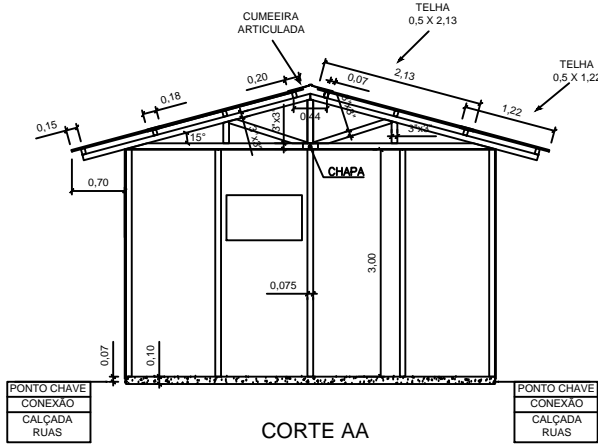 TELHA
0,5 X 2,13
CUMEEIRA
ARTICULADA
TELHA
0,5 X 1,22
0,20
0,07
2,13
0,18
1,22
0,15
0,44
3"x3"
3"x3"
15°
CHAPA
0,70
3,00
0,075
0,07
0,10
PONTO CHAVE
CONEXÃO
CALÇADA
RUAS
PONTO CHAVE
CONEXÃO
CALÇADA
RUAS
CORTE AA